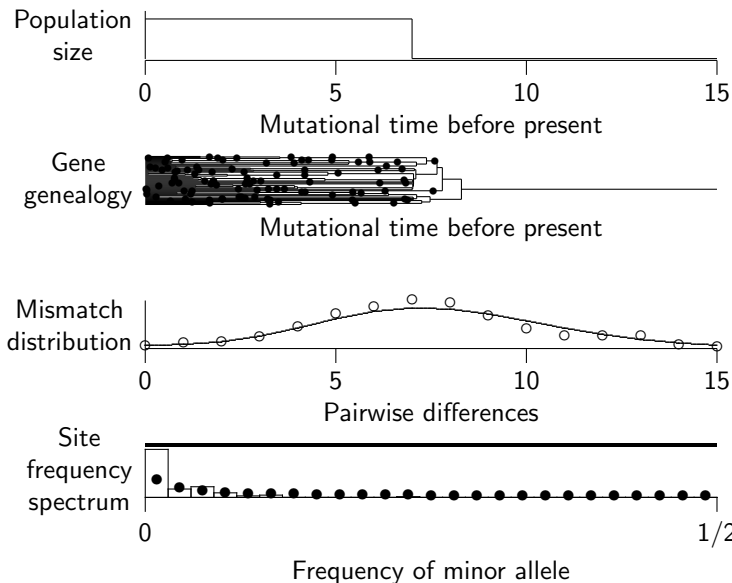 Population
size
0 5 10 15
Mutational time before present
Gene
genealogy
Mutational time before present
Mismatch
distribution
0 5 10 15
Pairwise differences
Site
frequency
spectrum
0 1/2
Frequency of minor allele